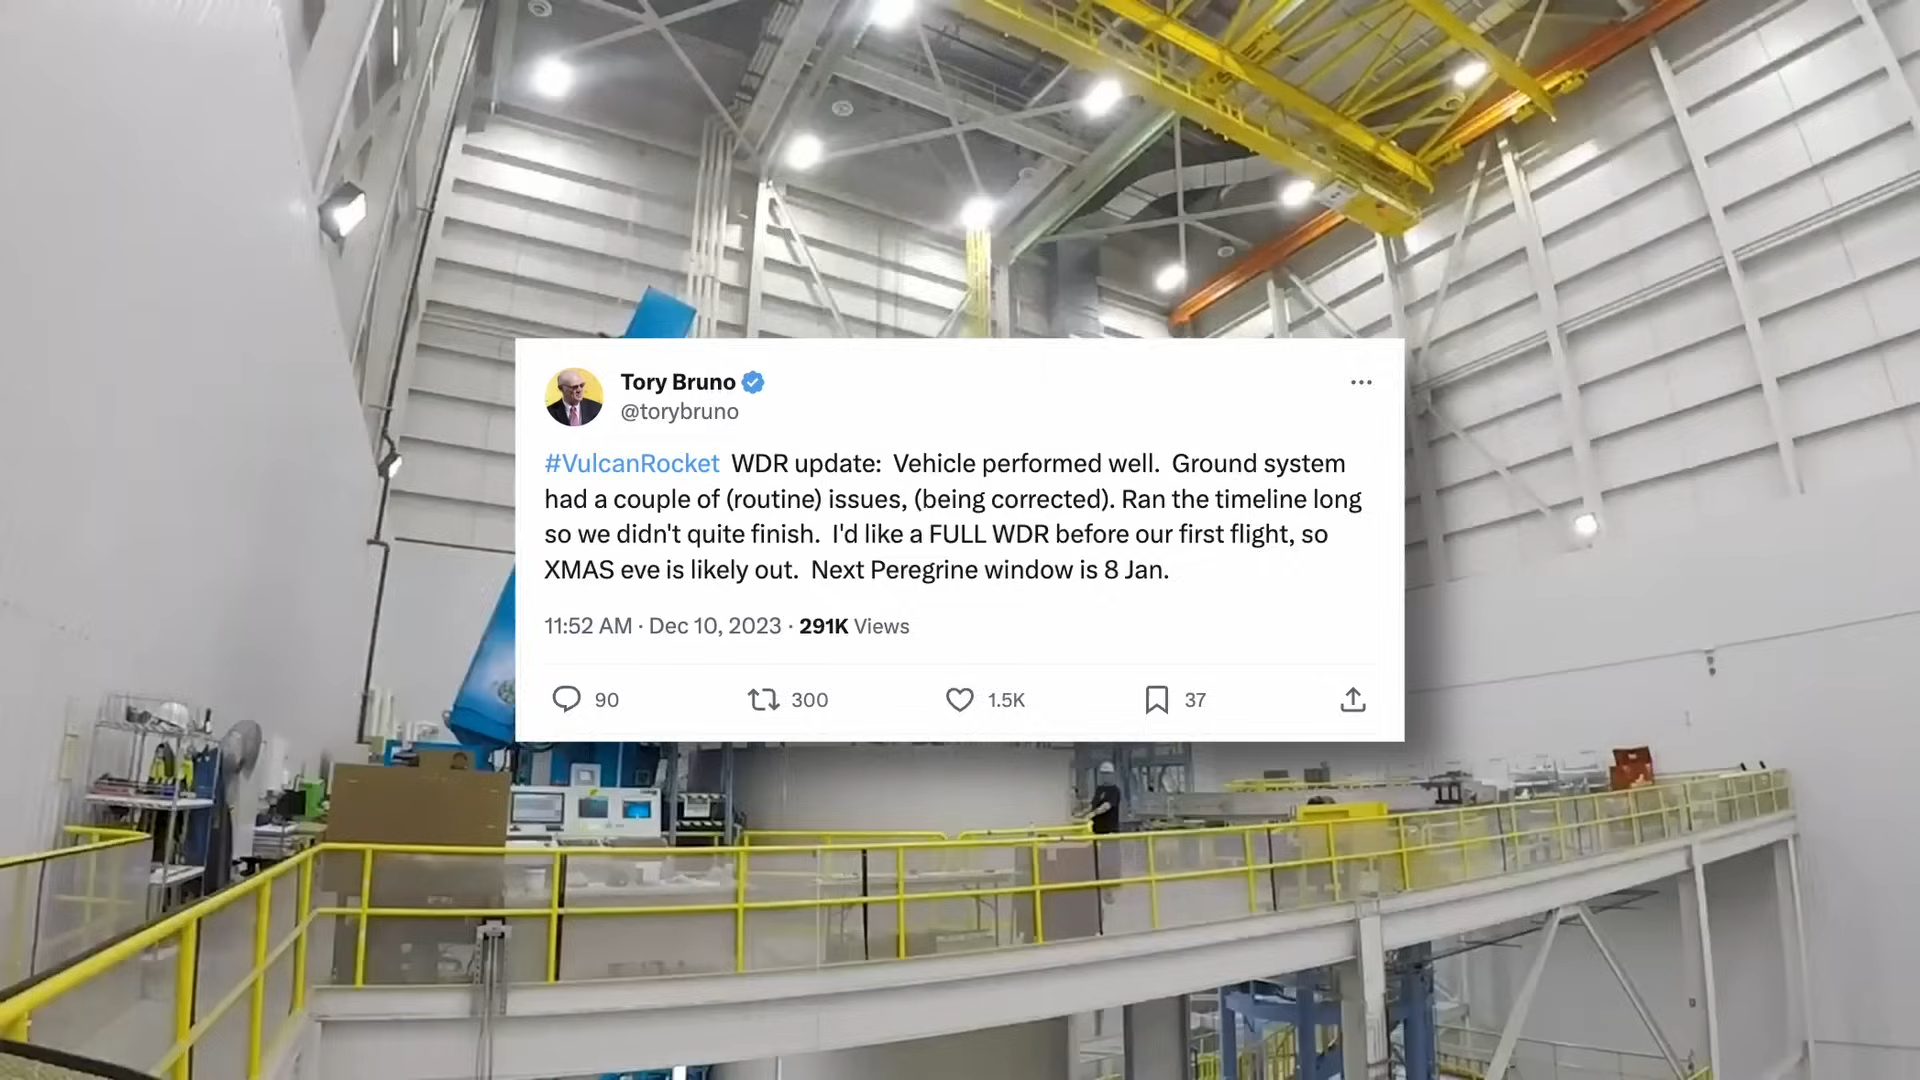 Tory Bruno
@torybruno
#VulcanRocket WDR update: Vehicle performed well. Ground system
had a couple of (routine) issues, (being corrected). Ran the timeline long
so we didn't quite finish. I'd like a FULL WDR before our first flight, so
XMAS eve is likely out. Next Peregrine window is 8 Jan.
11:52 AM · Dec 10, 2023 · 291K Views
90 300 1.5K 37